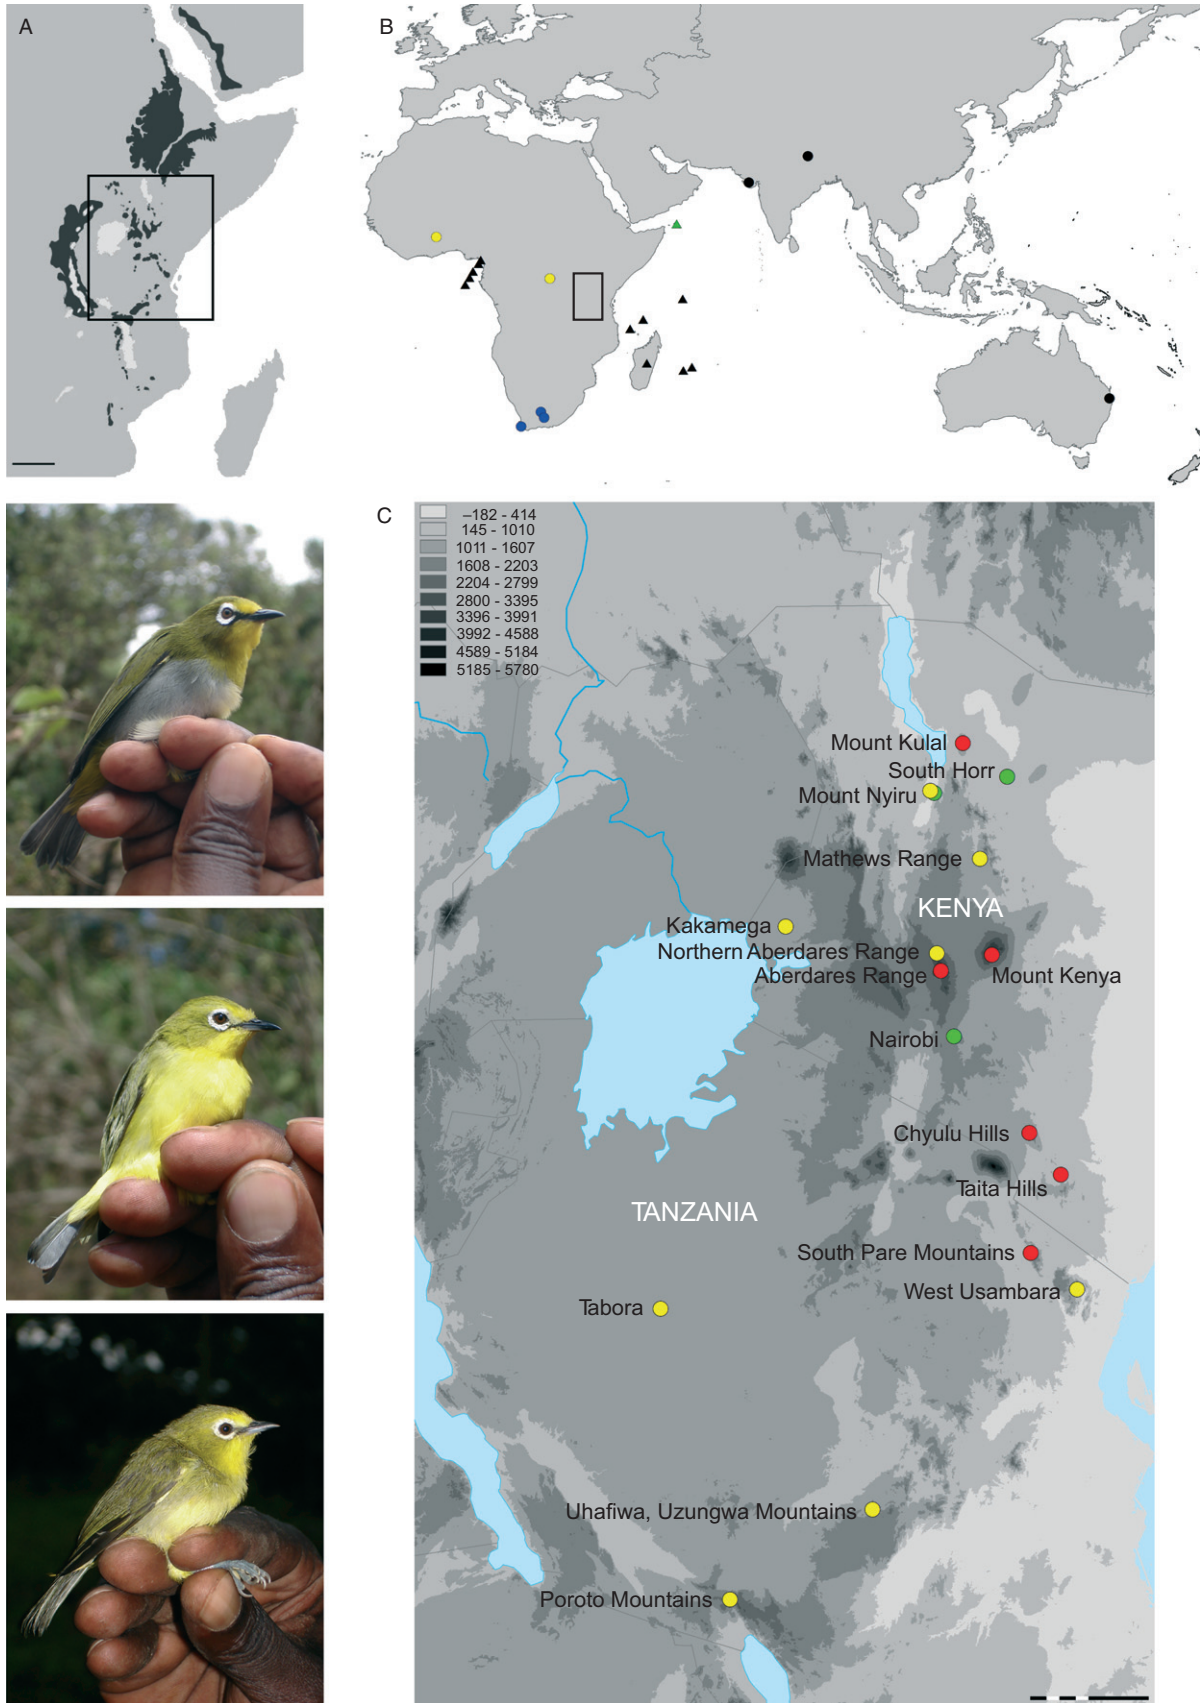 A
B
C
–182 - 414
145 - 1010
1011 - 1607
1608 - 2203
2204 - 2799
2800 - 3395
3396 - 3991
3992 - 4588
4589 - 5184
5185 - 5780
Mount Kulal
South Horr
Mount Nyiru
Mathews Range
KENYA
Kakamega
Northern Aberdares Range
Aberdares Range
Mount Kenya
Nairobi
Chyulu Hills
Taita Hills
TANZANIA
South Pare Mountains
West Usambara
Tabora
Uhafiwa, Uzungwa Mountains
Poroto Mountains